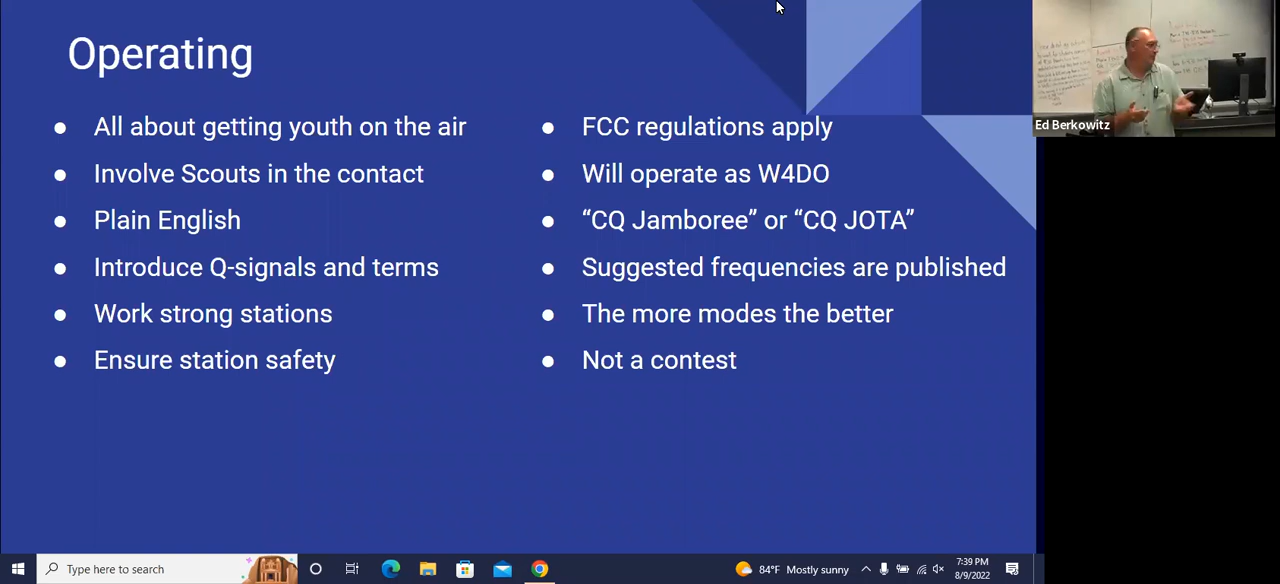 Operating
All about getting youth on the air
Involve Scouts in the contact
Plain English
Introduce Q-signals and terms
Work strong stations
Ensure station safety
FCC regulations apply
Will operate as W4DO
“CQ Jamboree” or “CQ JOTA”
Suggested frequencies are published
The more modes the better
Not a contest
Ed Berkowitz
Type here to search
84°F Mostly sunny
7:39 PM
8/9/2022